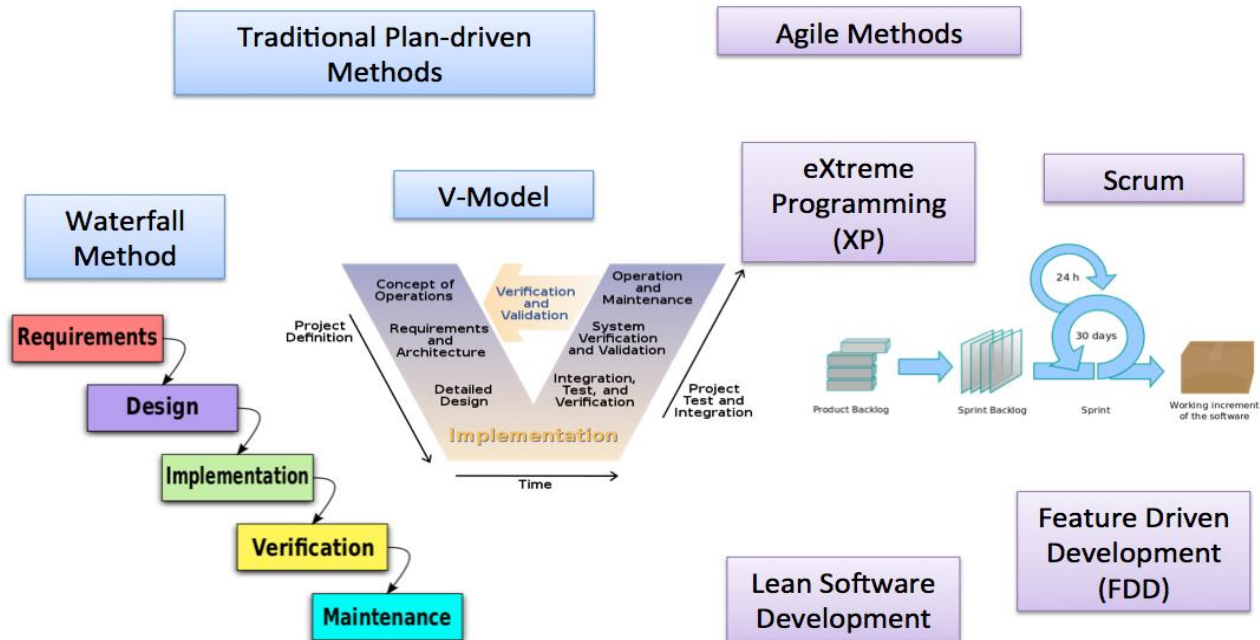 Traditional Plan-driven
Methods
Agile Methods
Waterfall
Method
V-Model
eXtreme
Programming
(XP)
Scrum
Requirements
Design
Implementation
Verification
Maintenance
Project
Definition
Concept of
Operations
Requirements
and
Architecture
Detailed
Design
Verification
and
Validation
Operation
and
Maintenance
System
Verification
and Validation
Integration,
Test, and
Verification
Implementation
Project
Test and
Integration
Time
24 h
30 days
Product Backlog
Sprint Backlog
Sprint
Working increment
of the software
Lean Software
Development
Feature Driven
Development
(FDD)